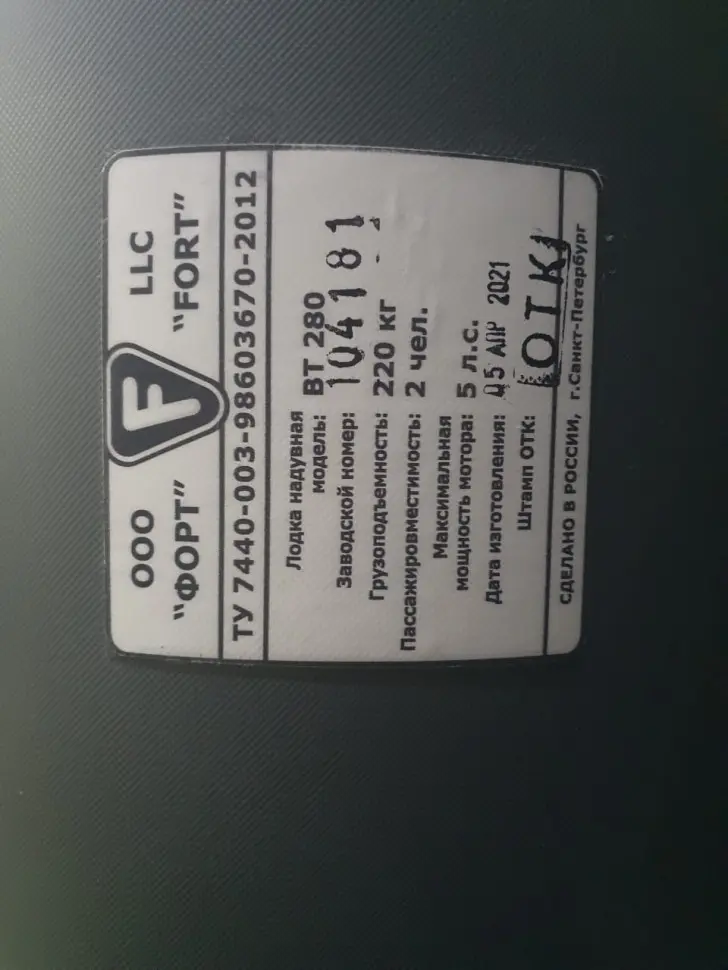 ООО LLC
"ФОРТ" F "FORT"
ТУ 7440-003-98603670-2012
Лодка надувная
модель: ВТ 280
Заводской номер: 104181
Грузоподъемность: 220 кг
Пассажировместимость: 2 чел.
Максимальная
мощность мотора: 5 л.с.
Дата изготовления: 05 АПР 2021
Штамп ОТК: ОТК1
СДЕЛАНО В РОССИИ, г.Санкт-Петербург